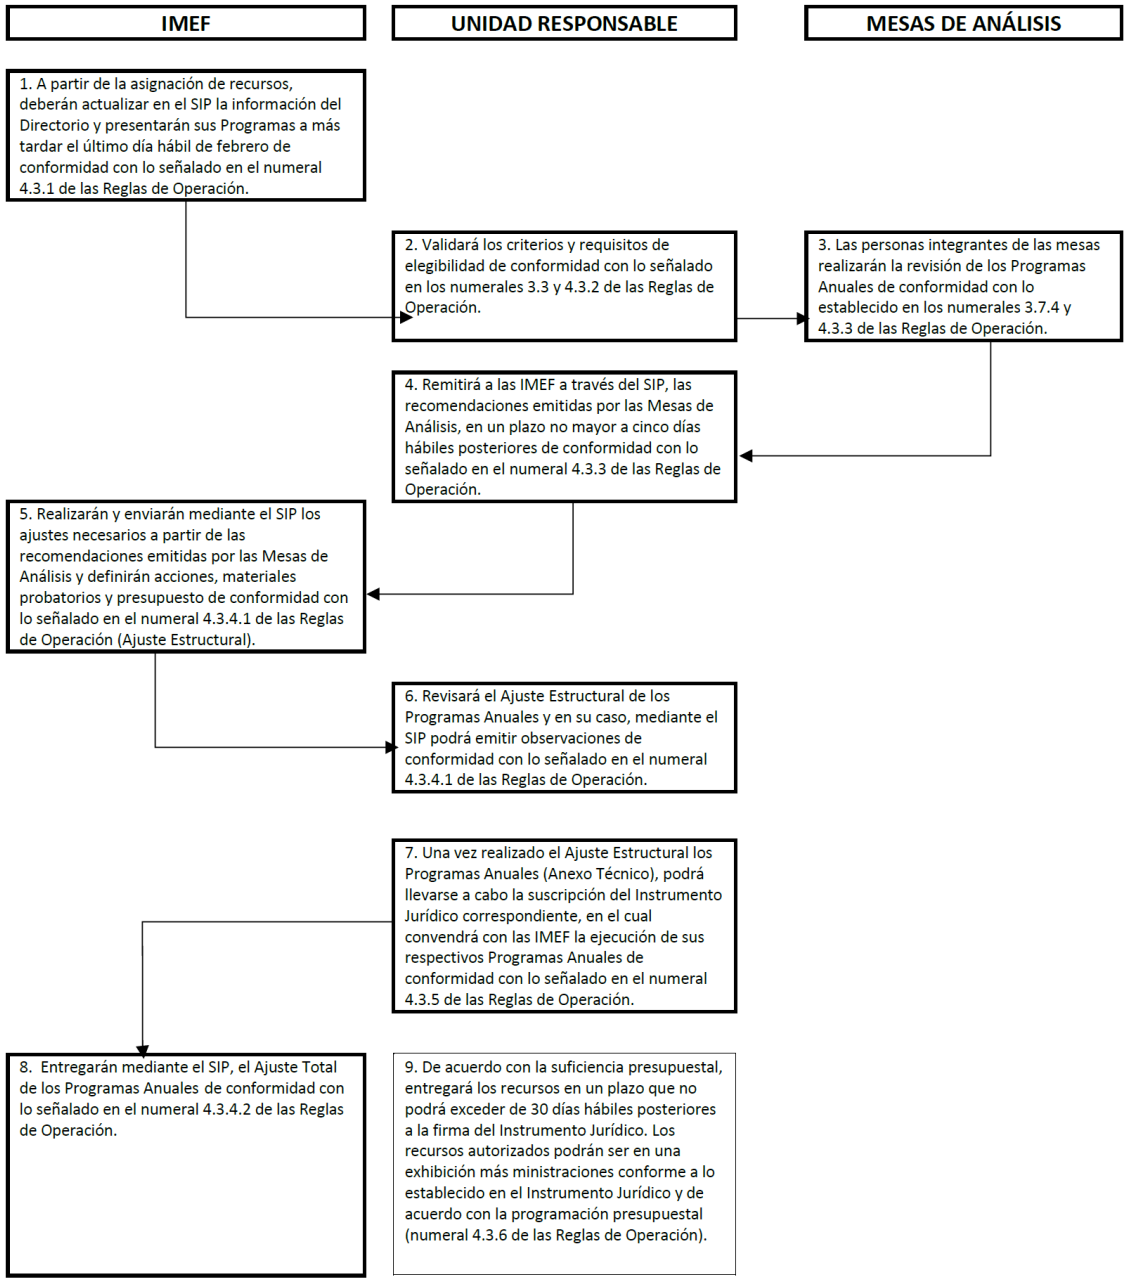 IMEF
UNIDAD RESPONSABLE
MESAS DE ANÁLISIS
1. A partir de la asignación de recursos,
deberán actualizar en el SIP la información del
Directorio y presentarán sus Programas a más
tardar el último día hábil de febrero de
conformidad con lo señalado en el numeral
4.3.1 de las Reglas de Operación.
2. Validará los criterios y requisitos de
elegibilidad de conformidad con lo señalado
en los numerales 3.3 y 4.3.2 de las Reglas de
Operación.
3. Las personas integrantes de las mesas
realizarán la revisión de los Programas
Anuales de conformidad con lo
establecido en los numerales 3.7.4 y
4.3.3 de las Reglas de Operación.
4. Remitirá a las IMEF a través del SIP, las
recomendaciones emitidas por las Mesas de
Análisis, en un plazo no mayor a cinco días
hábiles posteriores de conformidad con lo
señalado en el numeral 4.3.3 de las Reglas de
Operación.
5. Realizarán y enviarán mediante el SIP los
ajustes necesarios a partir de las
recomendaciones emitidas por las Mesas de
Análisis y definirán acciones, materiales
probatorios y presupuesto de conformidad con
lo señalado en el numeral 4.3.4.1 de las Reglas
de Operación (Ajuste Estructural).
6. Revisará el Ajuste Estructural de los
Programas Anuales y en su caso, mediante el
SIP podrá emitir observaciones de
conformidad con lo señalado en el numeral
4.3.4.1 de las Reglas de Operación.
7. Una vez realizado el Ajuste Estructural los
Programas Anuales (Anexo Técnico), podrá
llevarse a cabo la suscripción del Instrumento
Jurídico correspondiente, en el cual
convendrá con las IMEF la ejecución de sus
respectivos Programas Anuales de
conformidad con lo señalado en el numeral
4.3.5 de las Reglas de Operación.
8. Entregarán mediante el SIP, el Ajuste Total
de los Programas Anuales de conformidad con
lo señalado en el numeral 4.3.4.2 de las Reglas
de Operación.
9. De acuerdo con la suficiencia presupuestal,
entregará los recursos en un plazo que no
podrá exceder de 30 días hábiles posteriores
a la firma del Instrumento Jurídico. Los
recursos autorizados podrán ser en una
exhibición más ministraciones conforme a lo
establecido en el Instrumento Jurídico y de
acuerdo con la programación presupuestal
(numeral 4.3.6 de las Reglas de Operación).